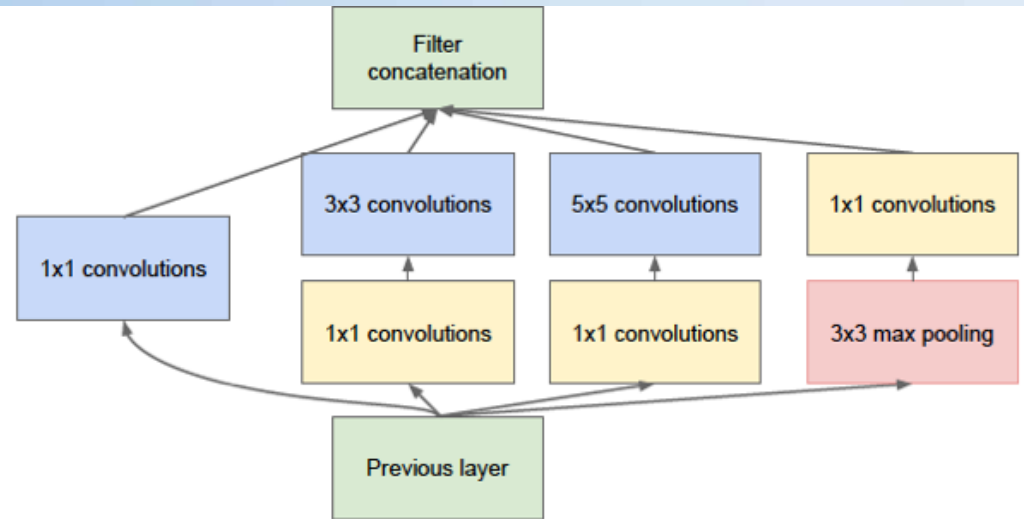 Filter
concatenation
3x3 convolutions
5x5 convolutions
1x1 convolutions
1x1 convolutions
1x1 convolutions
1x1 convolutions
3x3 max pooling
Previous layer